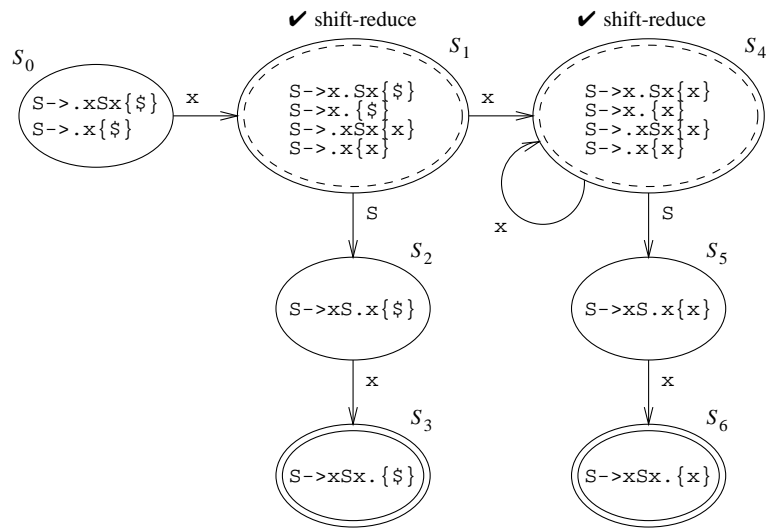 ✔ shift-reduce
✔ shift-reduce
S0
S1
S4
S->.xSx{$}
S->.x{$}
x
S->x.Sx{$}
S->x.{$}
S->.xSx{x}
S->.x{x}
x
S->x.Sx{x}
S->x.{x}
S->.xSx{x}
S->.x{x}
x
S
S
S2
S5
S->xS.x{$}
S->xS.x{x}
x
x
S3
S6
S->xSx.{$}
S->xSx.{x}